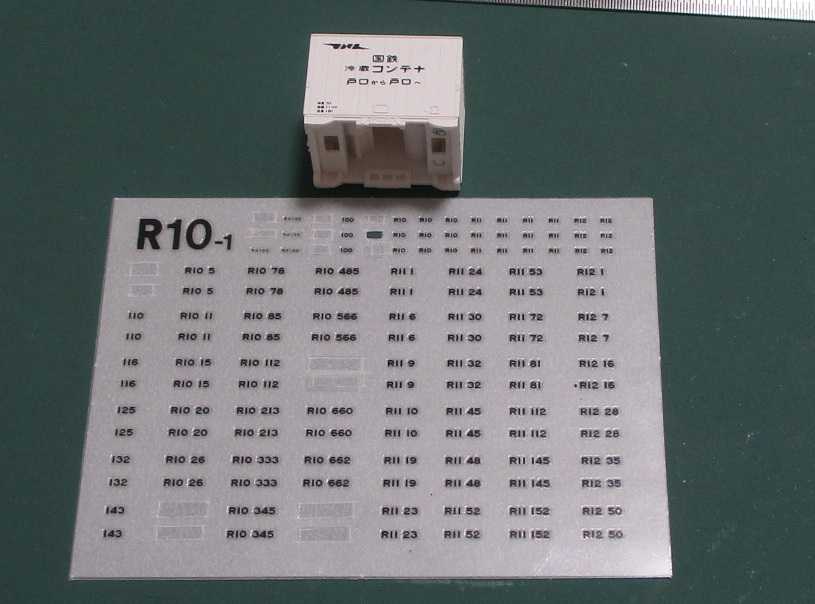 国鉄
冷蔵コンテナ
戸口から戸口へ
R10-1
100 R10 R10 R10 R11 R11 R11 R11 R12 R12
100 R10 R10 R10 R11 R11 R11 R11 R12 R12
100 R10 R10 R10 R11 R11 R11 R11 R12 R12
R10 5 R10 78 R10 485 R11 1 R11 24 R11 53 R12 1
R10 5 R10 78 R10 485 R11 1 R11 24 R11 53 R12 1
110 R10 11 R10 85 R10 566 R11 6 R11 30 R11 72 R12 7
110 R10 11 R10 85 R10 566 R11 6 R11 30 R11 72 R12 7
116 R10 15 R10 112 R11 9 R11 32 R11 81 R12 16
116 R10 15 R10 112 R11 9 R11 32 R11 81 R12 16
125 R10 20 R10 213 R10 660 R11 10 R11 45 R11 112 R12 28
125 R10 20 R10 213 R10 660 R11 10 R11 45 R11 112 R12 28
132 R10 26 R10 333 R10 662 R11 19 R11 48 R11 145 R12 35
132 R10 26 R10 333 R10 662 R11 19 R11 48 R11 145 R12 35
143 R10 345 R11 23 R11 52 R11 152 R12 50
143 R10 345 R11 23 R11 52 R11 152 R12 50